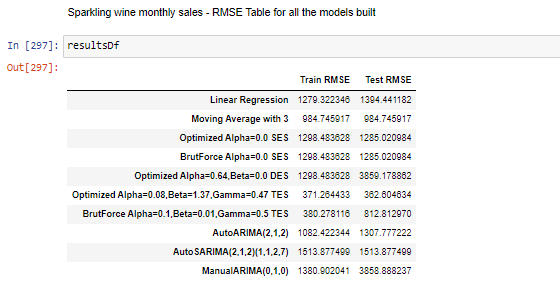 Sparkling wine monthly sales - RMSE Table for all the models built
In [297]: resultsDf
Out[297]:
Train RMSE Test RMSE
Linear Regression 1279.322346 1394.441182
Moving Average with 3 984.745917 984.745917
Optimized Alpha=0.0 SES 1298.483628 1285.020984
BrutForce Alpha=0.0 SES 1298.483628 1285.020984
Optimized Alpha=0.64,Beta=0.0 DES 1298.483628 3859.178862
Optimized Alpha=0.08,Beta=1.37,Gamma=0.47 TES 371.264433 362.604634
BrutForce Alpha=0.1,Beta=0.01,Gamma=0.5 TES 380.278116 812.812970
AutoARIMA(2,1,2) 1082.422344 1307.777222
AutoSARIMA(2,1,2)(1,1,2,7) 1513.877499 1513.877499
ManualARIMA(0,1,0) 1380.902041 3858.888237